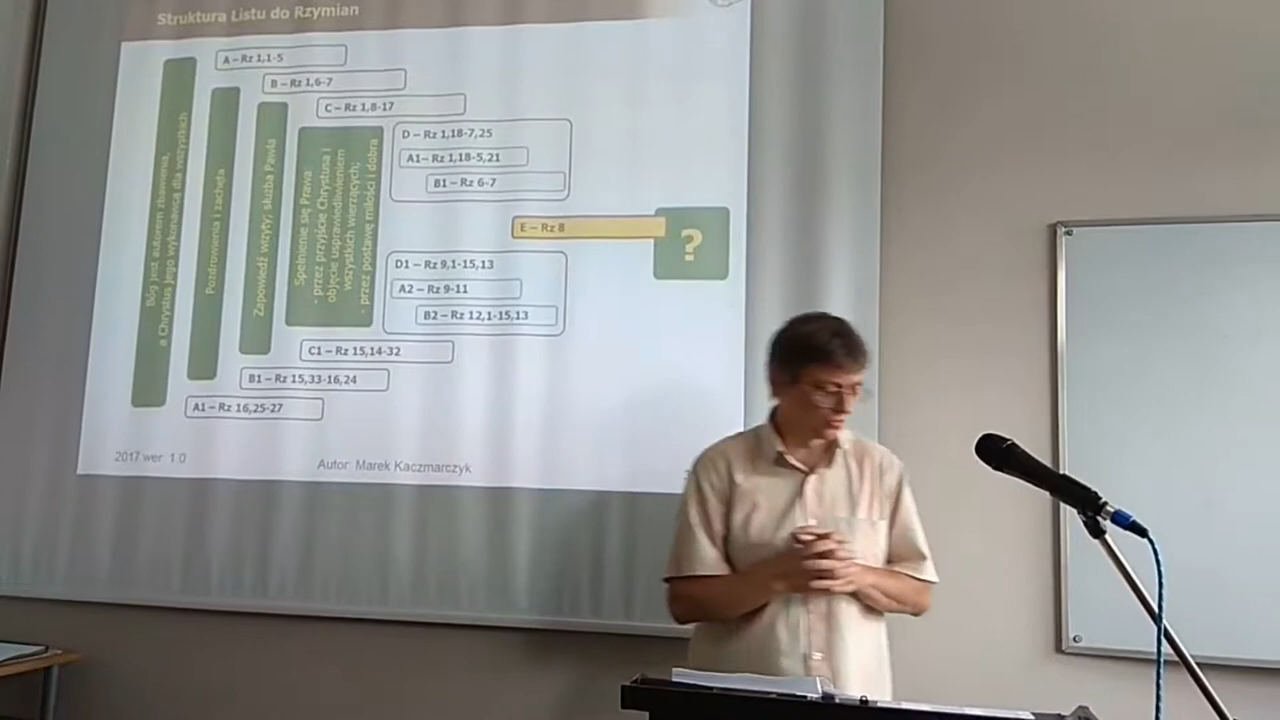 Struktura Listu do Rzymian
A – Rz 1,1-5
B – Rz 1,6-7
C – Rz 1,8-17
D – Rz 1,18-7,25
A1– Rz 1,18-5,21
B1 – Rz 6-7
E – Rz 8
?
D1 – Rz 9,1-15,13
A2 – Rz 9-11
B2 – Rz 12,1-15,13
C1 – Rz 15,14-32
B1 – Rz 15,33-16,24
A1 – Rz 16,25-27
Bóg jest autorem zbawienia,
a Chrystus jego wykonawcą dla wszystkich
Pozdrowienia i zachęta
Zapowiedź wizyty; służba Pawła
Spełnienie się Prawa
- przez przyjście Chrystusa i
objęcie usprawiedliwieniem
wszystkich wierzących;
- przez postawę miłości i dobra
2017 wer. 1.0
Autor: Marek Kaczmarczyk